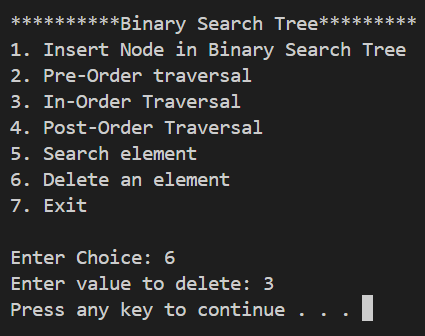 **********Binary Search Tree*********
1. Insert Node in Binary Search Tree
2. Pre-Order traversal
3. In-Order Traversal
4. Post-Order Traversal
5. Search element
6. Delete an element
7. Exit
Enter Choice: 6
Enter value to delete: 3
Press any key to continue . . .